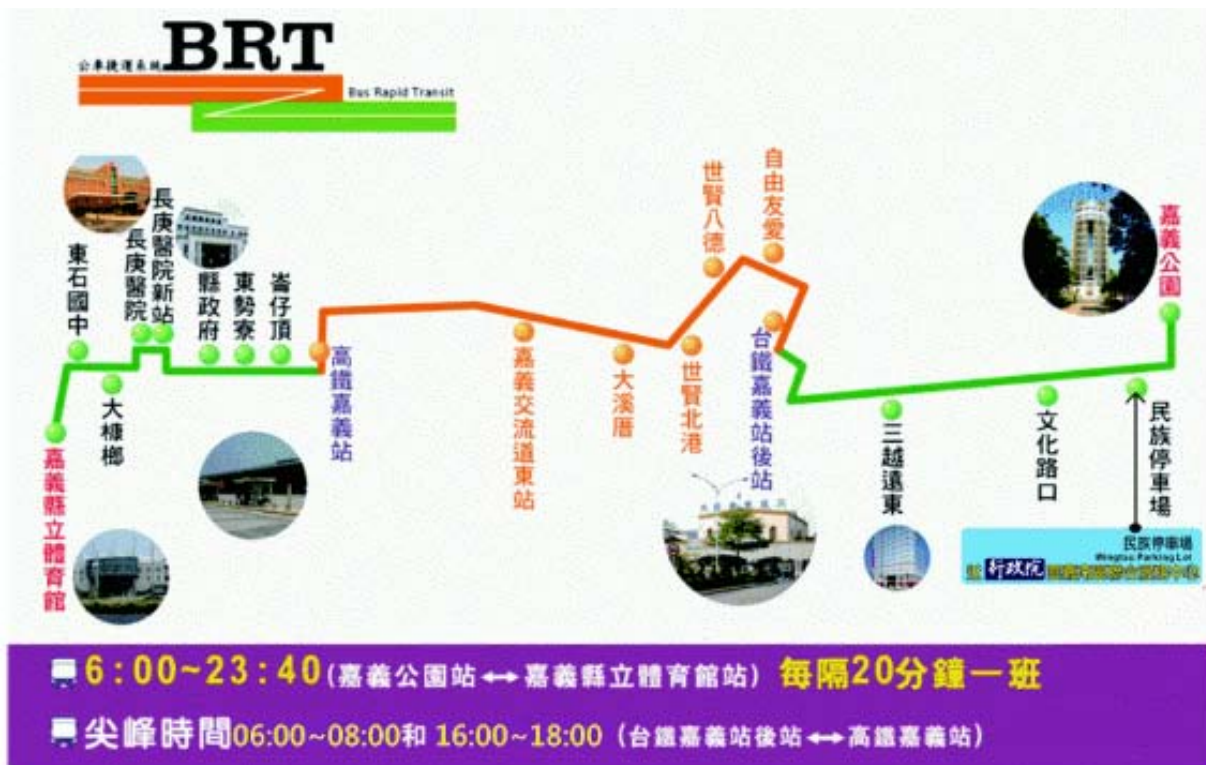 公車捷運系統 BRT
Bus Rapid Transit
東石國中
長庚醫院
長庚醫院新站
縣政府
東勢寮
崙仔頂
世賢八德
自由友愛
嘉義公園
嘉義縣立體育館
大槺榔
高鐵嘉義站
嘉義交流道東站
大溪厝
世賢北港
台鐵嘉義站後站
三越遠東
文化路口
民族停車場
民族停車場
Parking Lot
行政院
6:00~23:40(嘉義公園站↔嘉義縣立體育館站) 每隔20分鐘一班
尖峰時間06:00~08:00和 16:00~18:00 (台鐵嘉義站後站↔高鐵嘉義站)